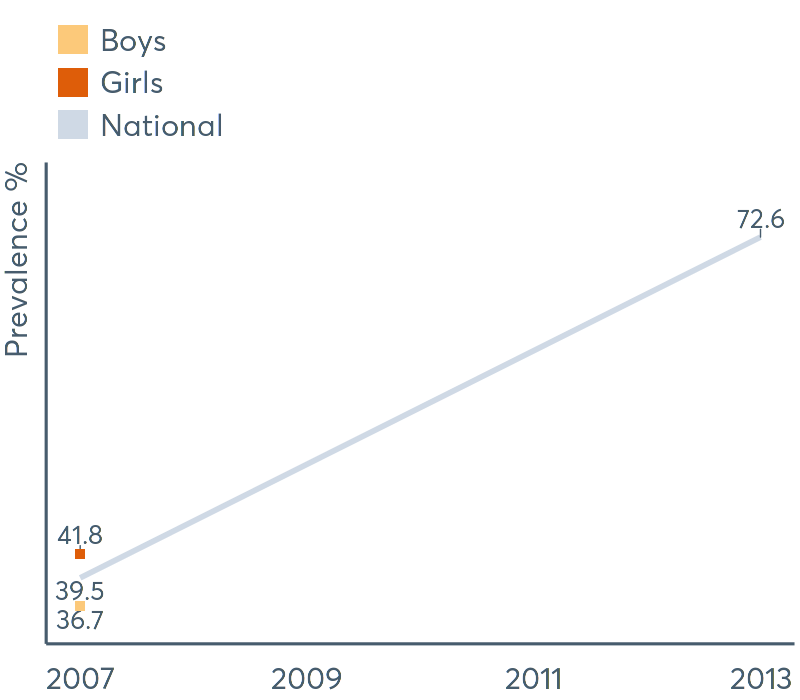 Boys
Girls
National
Prevalence %
72.6
41.8
39.5
36.7
2007
2009
2011
2013